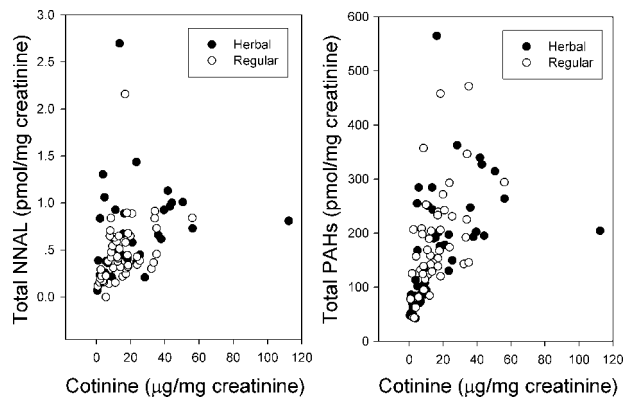 3.0
2.5
2.0
1.5
1.0
0.5
0.0
Total NNAL (pmol/mg creatinine)
Herbal
Regular
0 20 40 60 80 100 120
Cotinine (μg/mg creatinine)
600
500
400
300
200
100
0
Total PAHs (pmol/mg creatinine)
Herbal
Regular
0 20 40 60 80 100 120
Cotinine (μg/mg creatinine)